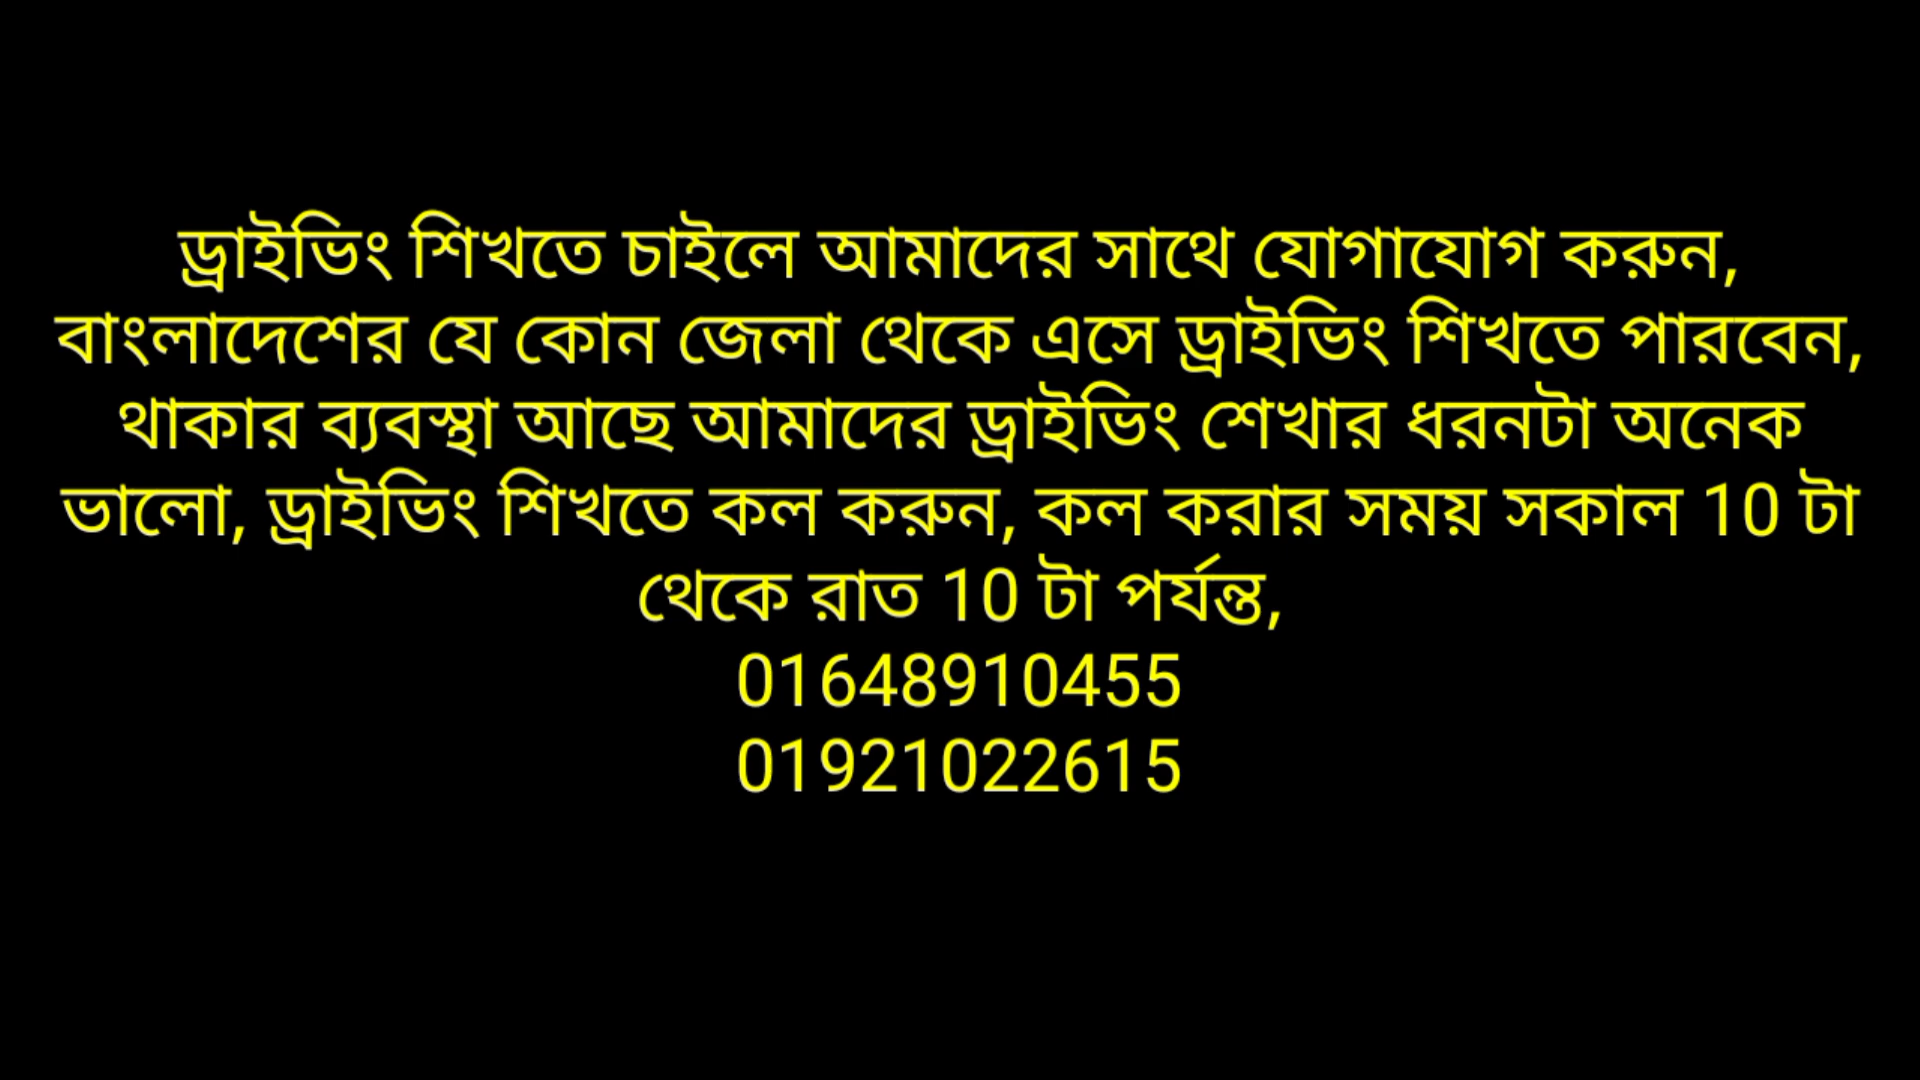 ড্রাইভিং শিখতে চাইলে আমাদের সাথে যোগাযোগ করুন,
বাংলাদেশের যে কোন জেলা থেকে এসে ড্রাইভিং শিখতে পারবেন,
থাকার ব্যবস্থা আছে আমাদের ড্রাইভিং শেখার ধরনটা অনেক
ভালো, ড্রাইভিং শিখতে কল করুন, কল করার সময় সকাল 10 টা
থেকে রাত 10 টা পর্যন্ত,
01648910455
01921022615